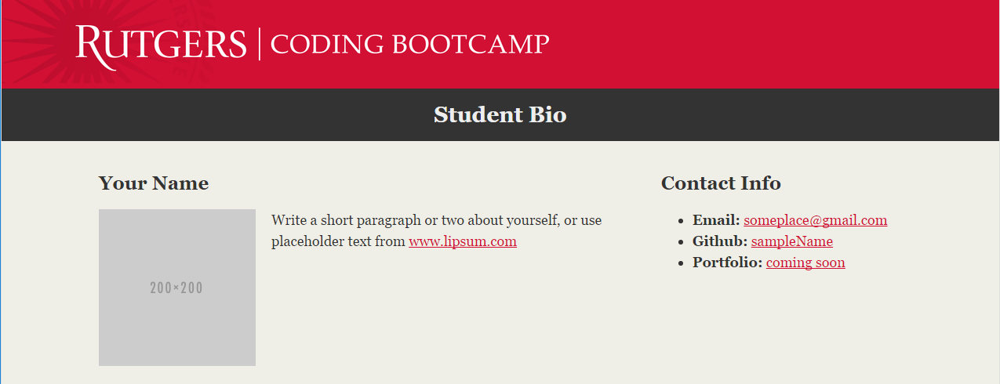 RUTGERS | CODING BOOTCAMP
Student Bio
Your Name
200×200
Write a short paragraph or two about yourself, or use
placeholder text from www.lipsum.com
Contact Info
Email: someplace@gmail.com
Github: sampleName
Portfolio: coming soon